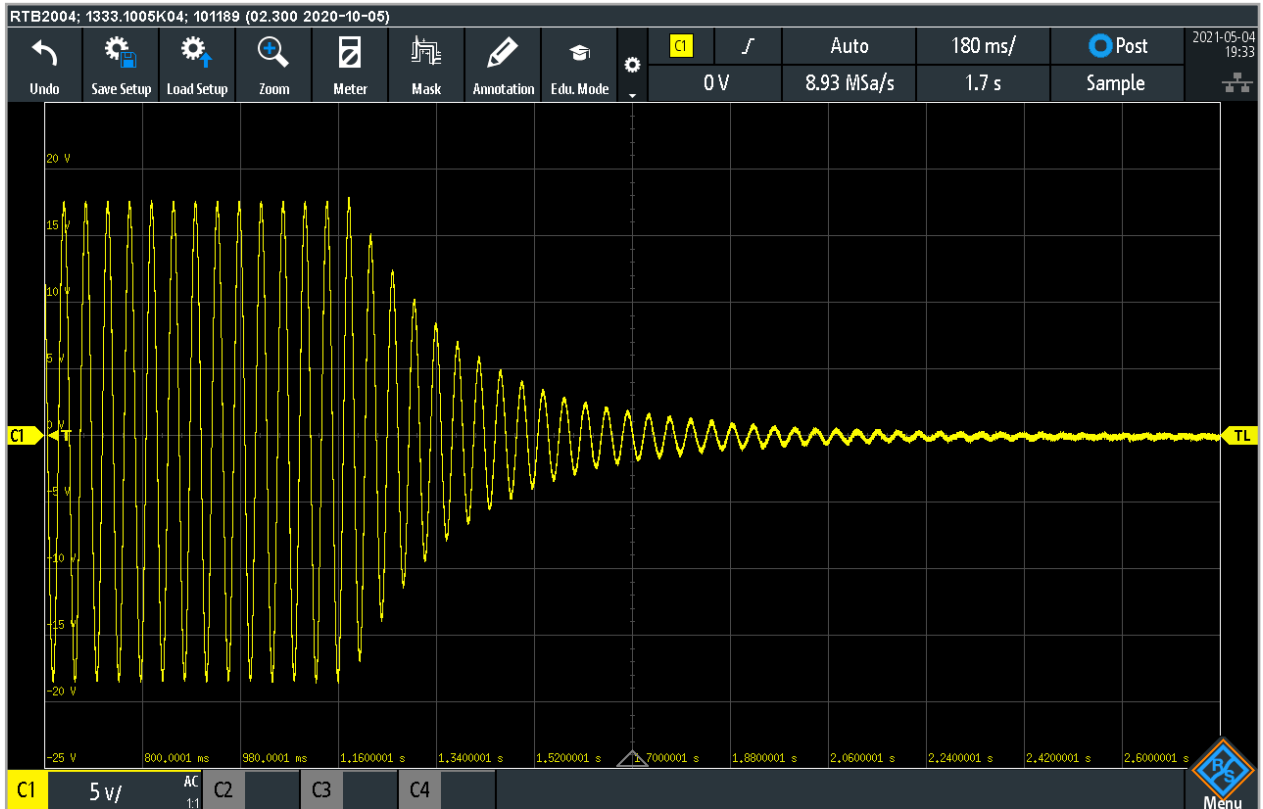 RTB2004; 1333.1005K04; 101189 (02.300 2020-10-05)
Undo
Save Setup
Load Setup
Zoom
Meter
Mask
Annotation
Edu. Mode
C1
Auto
180 ms/
Post
2021-05-04
19:33
0 V
8.93 MSa/s
1.7 s
Sample
20 V
15 V
10 V
5 V
0 V
C1
T
TL
-5 V
-10 V
-15 V
-20 V
-25 V
800.0001 ms
980.0001 ms
1.1600001 s
1.3400001 s
1.5200001 s
1.7000001 s
1.8800001 s
2.0600001 s
2.2400001 s
2.4200001 s
2.6000001 s
C1
5 V/
AC
1:1
C2
C3
C4
R&S
Menu